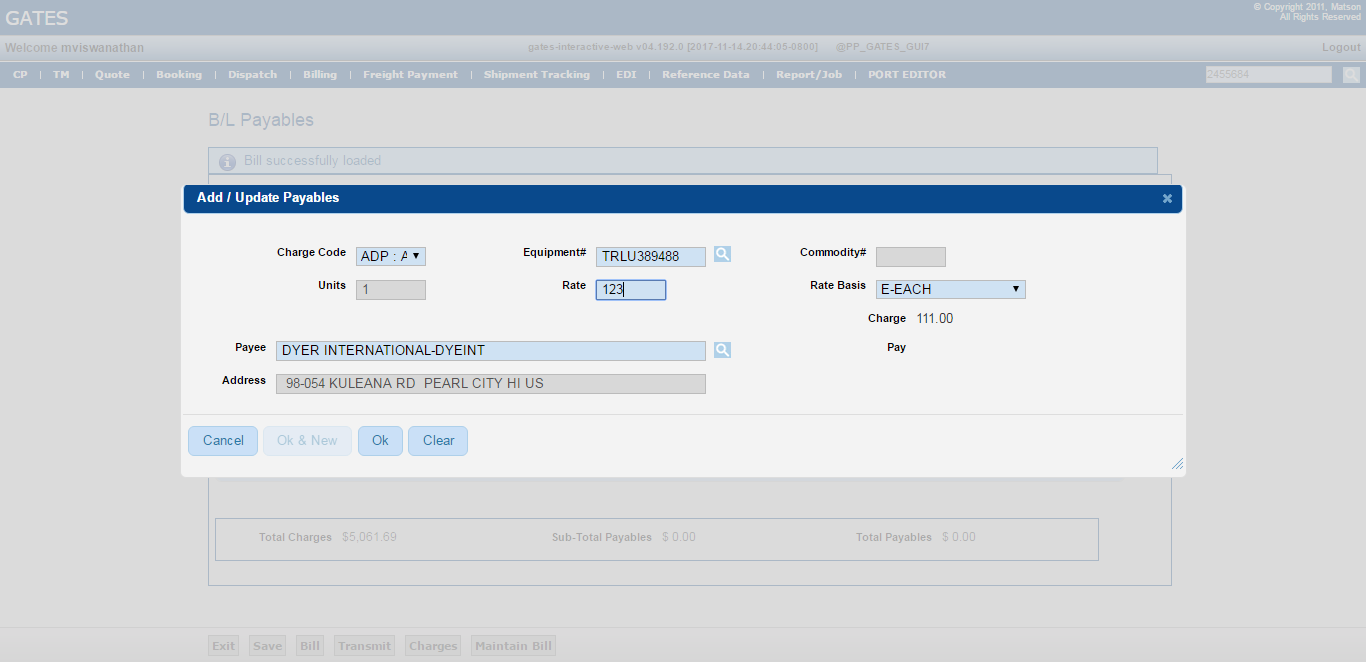 GATES
© Copyright 2011, Matson
All Rights Reserved
Welcome mviswanathan
gates-interactive-web v04.192.0 [2017-11-14.20:44:05-0800] @PP_GATES_GUI7
Logout
CP | TM | Quote | Booking | Dispatch | Billing | Freight Payment | Shipment Tracking | EDI | Reference Data | Report/Job | PORT EDITOR
2455684
B/L Payables
Bill successfully loaded
Add / Update Payables
Charge Code ADP : A Equipment# TRLU389488 Commodity#
Units 1 Rate 123 Rate Basis E-EACH
Charge 111.00
Payee DYER INTERNATIONAL-DYEINT Pay
Address 98-054 KULEANA RD PEARL CITY HI US
Cancel Ok & New Ok Clear
Total Charges $5,061.69 Sub-Total Payables $ 0.00 Total Payables $ 0.00
Exit Save Bill Transmit Charges Maintain Bill